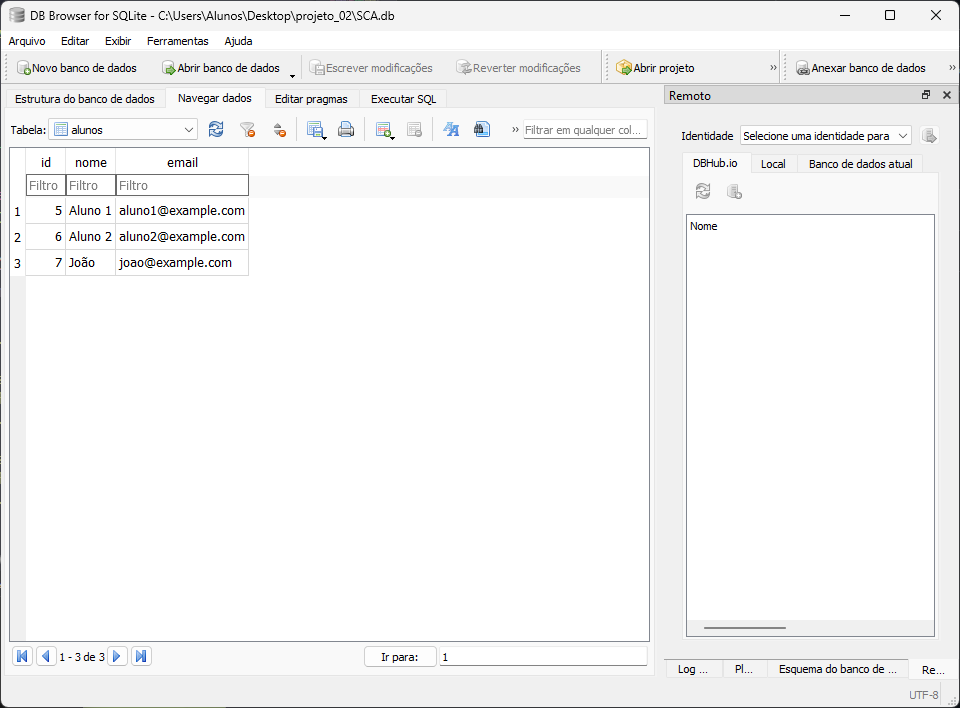 DB Browser for SQLite - C:\Users\Alunos\Desktop\projeto_02\SCA.db
Arquivo Editar Exibir Ferramentas Ajuda
Novo banco de dados Abrir banco de dados Escrever modificações Reverter modificações Abrir projeto » Anexar banco de dados »
Estrutura do banco de dados Navegar dados Editar pragmas Executar SQL
Tabela: alunos » Filtrar em qualquer col...
id nome email
Filtro Filtro Filtro
1 5 Aluno 1 aluno1@example.com
2 6 Aluno 2 aluno2@example.com
3 7 João joao@example.com
1 - 3 de 3 Ir para: 1
Remoto
Identidade Selecione uma identidade para
DBHub.io Local Banco de dados atual
Nome
Log ... Pl... Esquema do banco de ... Re...
UTF-8